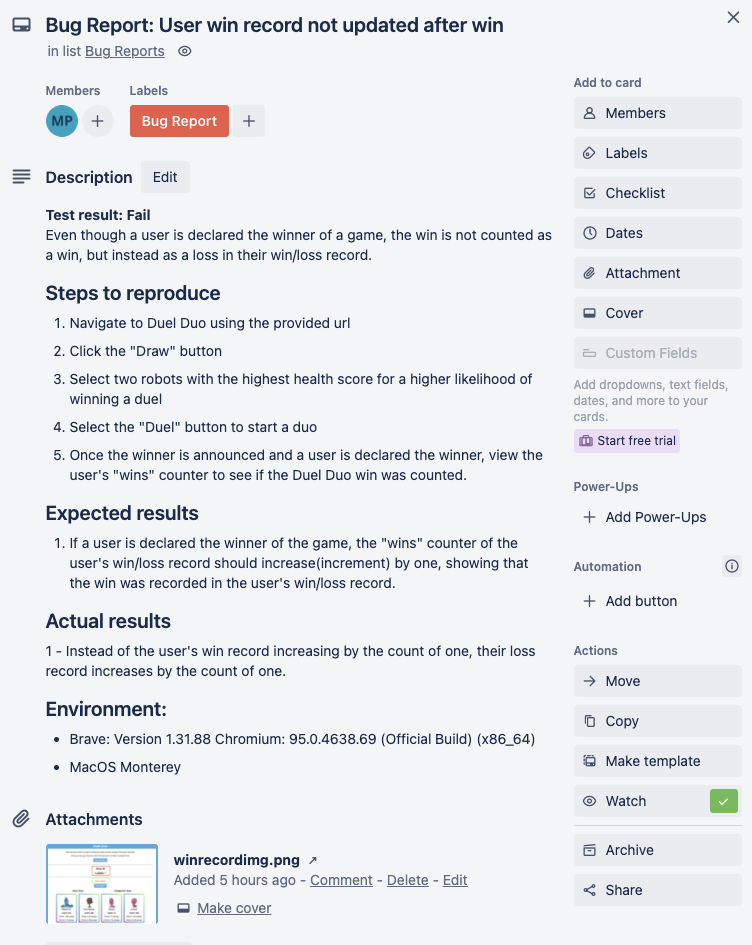 Bug Report: User win record not updated after win
in list Bug Reports
Members
Labels
MP
Bug Report
Description
Edit
Test result: Fail
Even though a user is declared the winner of a game, the win is not counted as
a win, but instead as a loss in their win/loss record.
Steps to reproduce
1. Navigate to Duel Duo using the provided url
2. Click the "Draw" button
3. Select two robots with the highest health score for a higher likelihood of
winning a duel
4. Select the "Duel" button to start a duo
5. Once the winner is announced and a user is declared the winner, view the
user's "wins" counter to see if the Duel Duo win was counted.
Expected results
1. If a user is declared the winner of the game, the "wins" counter of the
user's win/loss record should increase(increment) by one, showing that
the win was recorded in the user's win/loss record.
Actual results
1 - Instead of the user's win record increasing by the count of one, their loss
record increases by the count of one.
Environment:
• Brave: Version 1.31.88 Chromium: 95.0.4638.69 (Official Build) (x86_64)
• MacOS Monterey
Attachments
winrecordimg.png ↗
Added 5 hours ago - Comment - Delete - Edit
Make cover
Add to card
Members
Labels
Checklist
Dates
Attachment
Cover
Custom Fields
Add dropdowns, text fields,
dates, and more to your
cards.
Start free trial
Power-Ups
+ Add Power-Ups
Automation
+ Add button
Actions
Move
Copy
Make template
Watch
Archive
Share